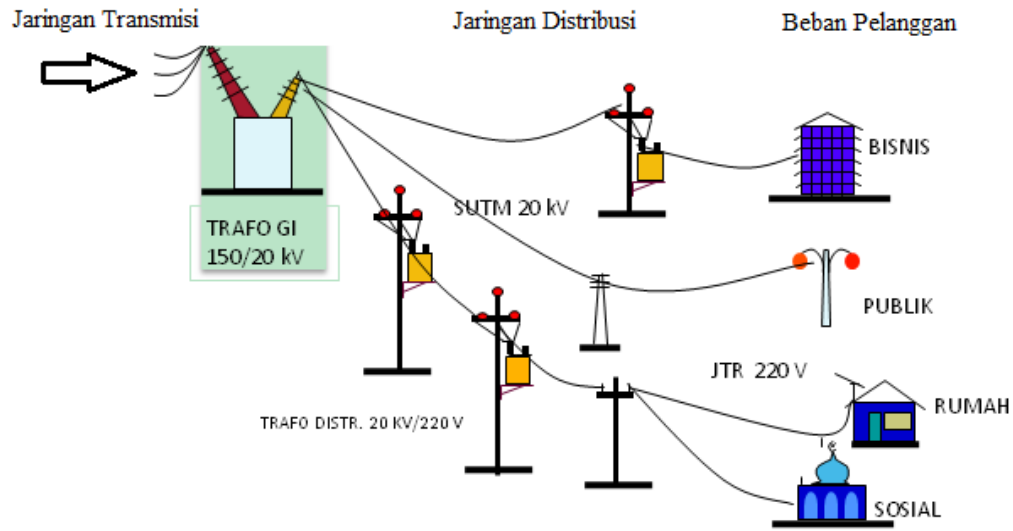 Jaringan Transmisi
Jaringan Distribusi
Beban Pelanggan
BISNIS
SUTM 20 kV
TRAFO GI
150/20 kV
PUBLIK
JTR 220 V
RUMAH
TRAFO DISTR. 20 KV/220 V
SOSIAL